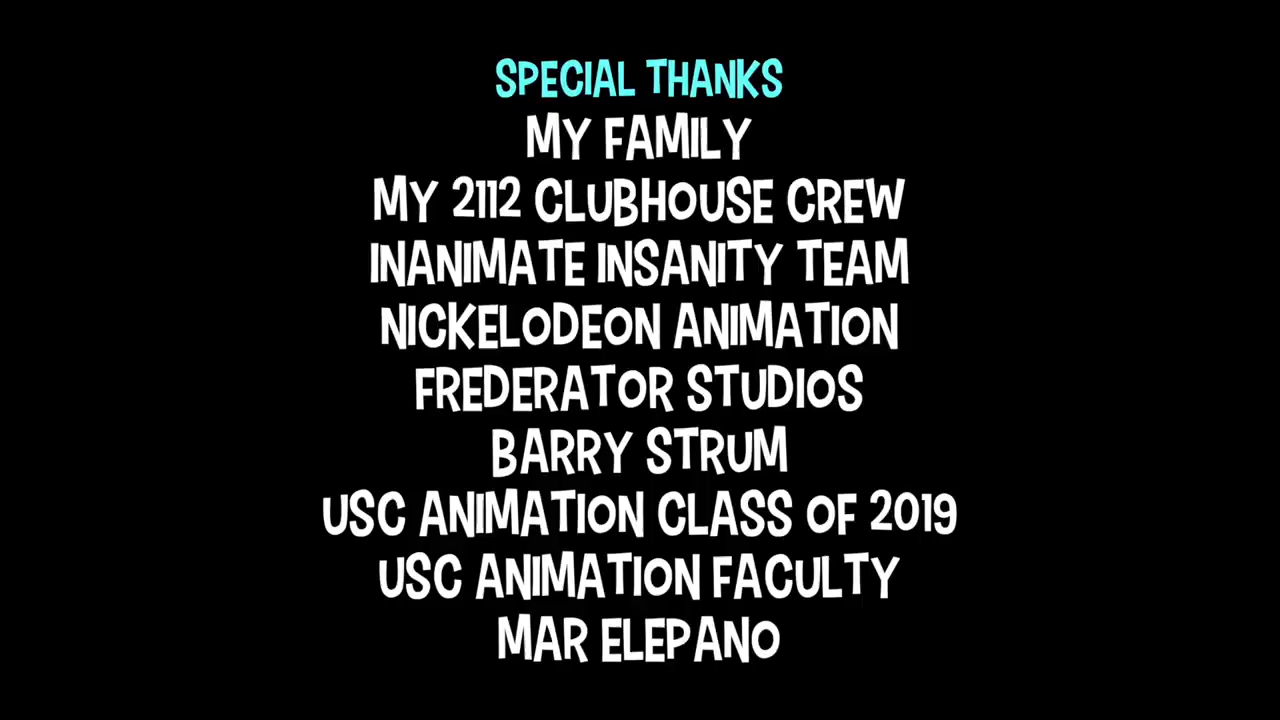 SPECIAL THANKS
MY FAMILY
MY 2112 CLUBHOUSE CREW
INANIMATE INSANITY TEAM
NICKELODEON ANIMATION
FREDERATOR STUDIOS
BARRY STRUM
USC ANIMATION CLASS OF 2019
USC ANIMATION FACULTY
MAR ELEPANO